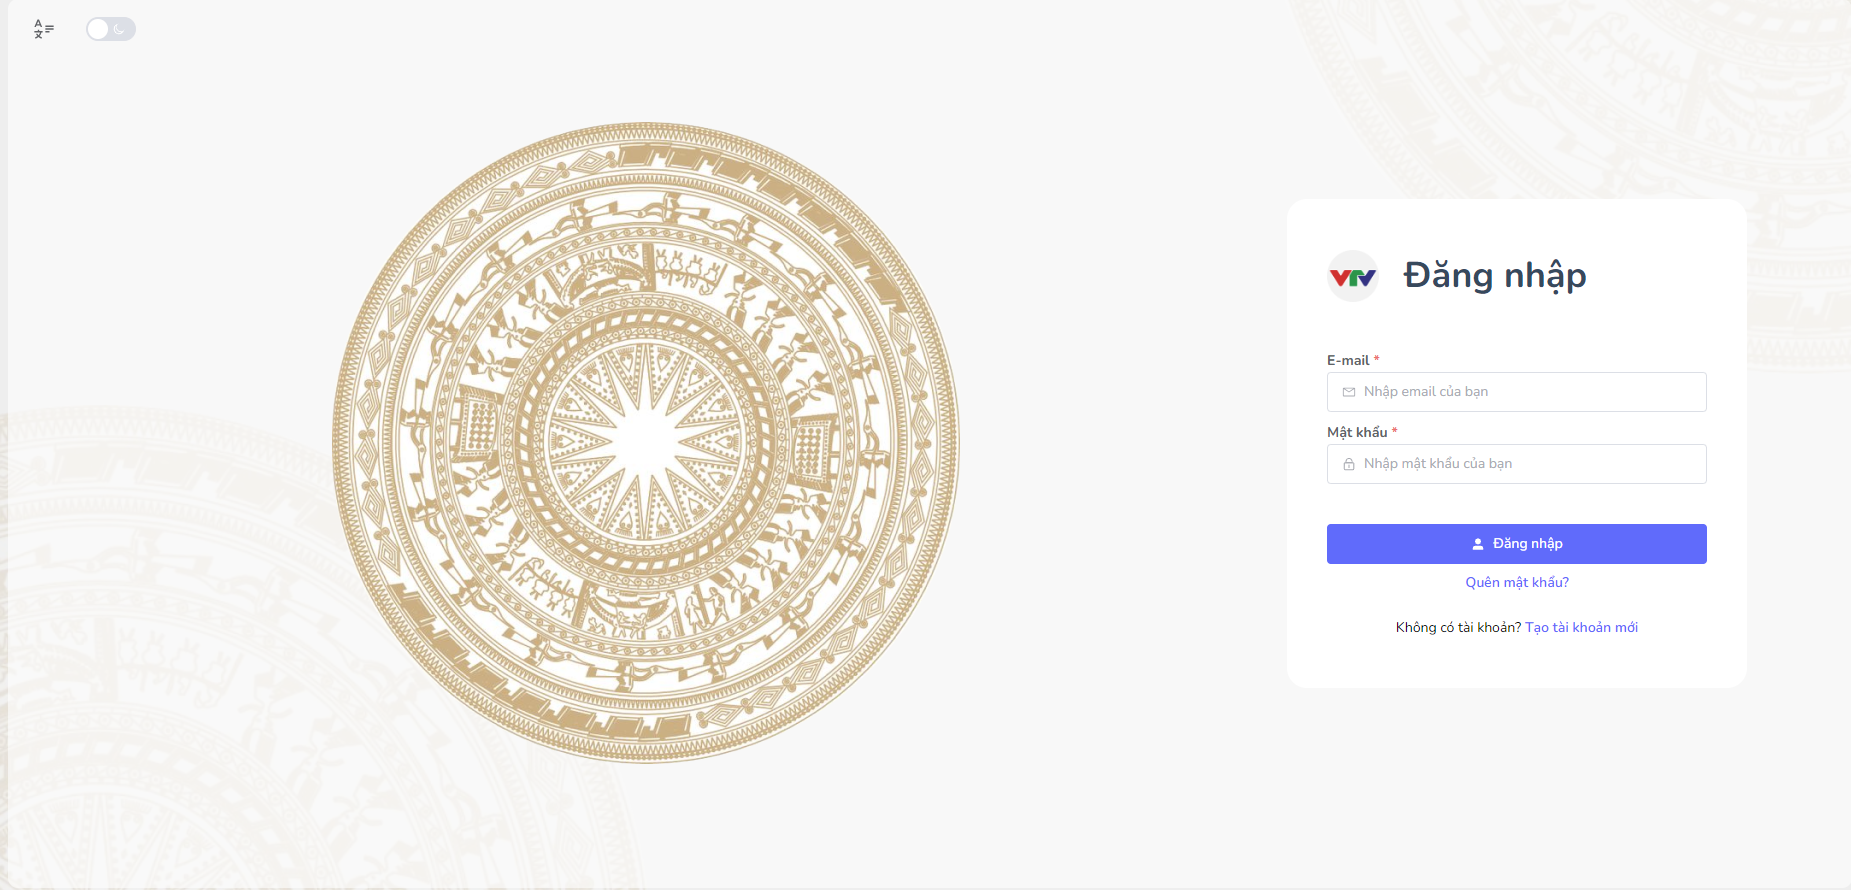 VTV
Đăng nhập
E-mail *
Nhập email của bạn
Mật khẩu *
Nhập mật khẩu của bạn
Đăng nhập
Quên mật khẩu?
Không có tài khoản? Tạo tài khoản mới